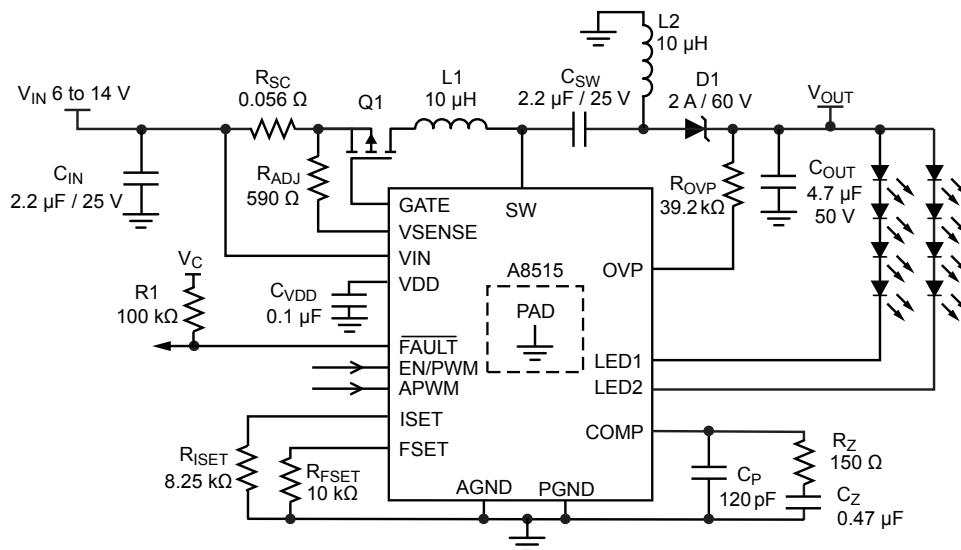 L2
10 µH
V_IN 6 to 14 V
R_SC
0.056 Ω
Q1
L1
10 µH
C_SW
2.2 µF / 25 V
D1
2 A / 60 V
V_OUT
C_IN
2.2 µF / 25 V
R_ADJ
590 Ω
R_OVP
39.2 kΩ
C_OUT
4.7 µF
50 V
GATE
VSENSE
VIN
VDD
SW
OVP
A8515
PAD
V_C
R1
100 kΩ
C_VDD
0.1 µF
FAULT
EN/PWM
APWM
ISET
FSET
LED1
LED2
COMP
R_ISET
8.25 kΩ
R_FSET
10 kΩ
AGND
PGND
C_P
120 pF
R_Z
150 Ω
C_Z
0.47 µF